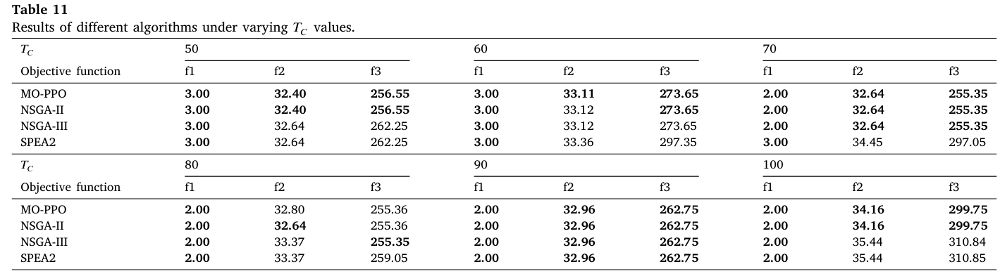 Table 11
Results of different algorithms under varying T_C values.
T_C 50 60 70
Objective function f1 f2 f3 f1 f2 f3 f1 f2 f3
MO-PPO 3.00 32.40 256.55 3.00 33.11 273.65 2.00 32.64 255.35
NSGA-II 3.00 32.40 256.55 3.00 33.12 273.65 2.00 32.64 255.35
NSGA-III 3.00 32.64 262.25 3.00 33.12 273.65 2.00 32.64 255.35
SPEA2 3.00 32.64 262.25 3.00 33.36 297.35 3.00 34.45 297.05
T_C 80 90 100
Objective function f1 f2 f3 f1 f2 f3 f1 f2 f3
MO-PPO 2.00 32.80 255.36 2.00 32.96 262.75 2.00 34.16 299.75
NSGA-II 2.00 32.64 255.36 2.00 32.96 262.75 2.00 34.16 299.75
NSGA-III 2.00 33.37 255.35 2.00 32.96 262.75 2.00 35.44 310.84
SPEA2 2.00 33.37 259.05 2.00 32.96 262.75 2.00 35.44 310.85